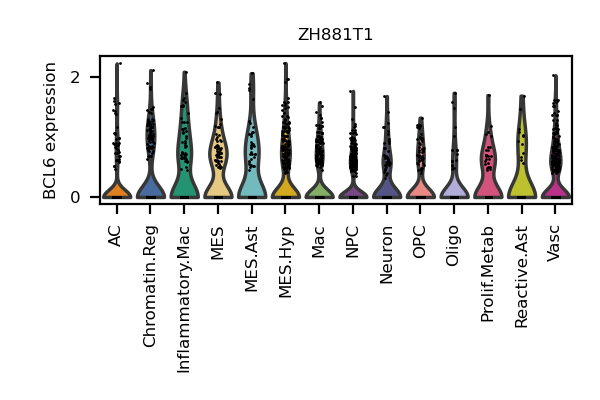 ZH881T1
BCL6 expression
2
0
AC
Chromatin.Reg
Inflammatory.Mac
MES
MES.Ast
MES.Hyp
Mac
NPC
Neuron
OPC
Oligo
Prolif.Metab
Reactive.Ast
Vasc